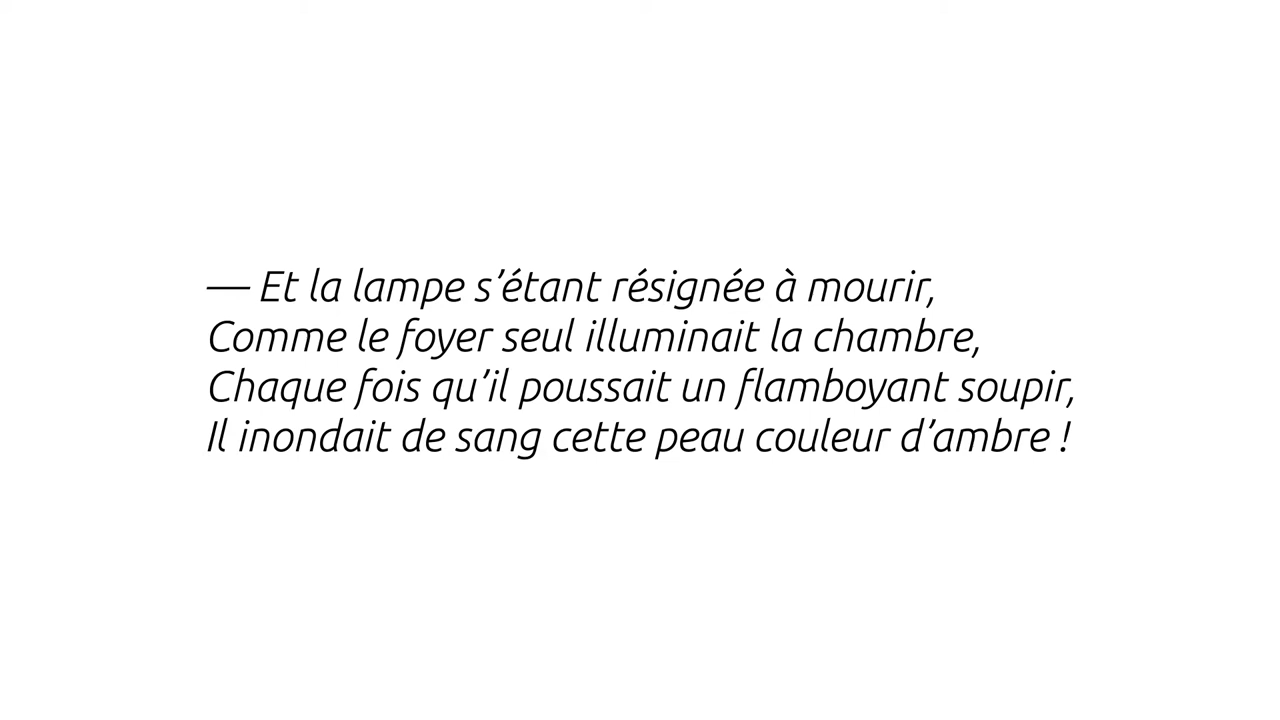 — Et la lampe s’étant résignée à mourir,
Comme le foyer seul illuminait la chambre,
Chaque fois qu’il poussait un flamboyant soupir,
Il inondait de sang cette peau couleur d’ambre !